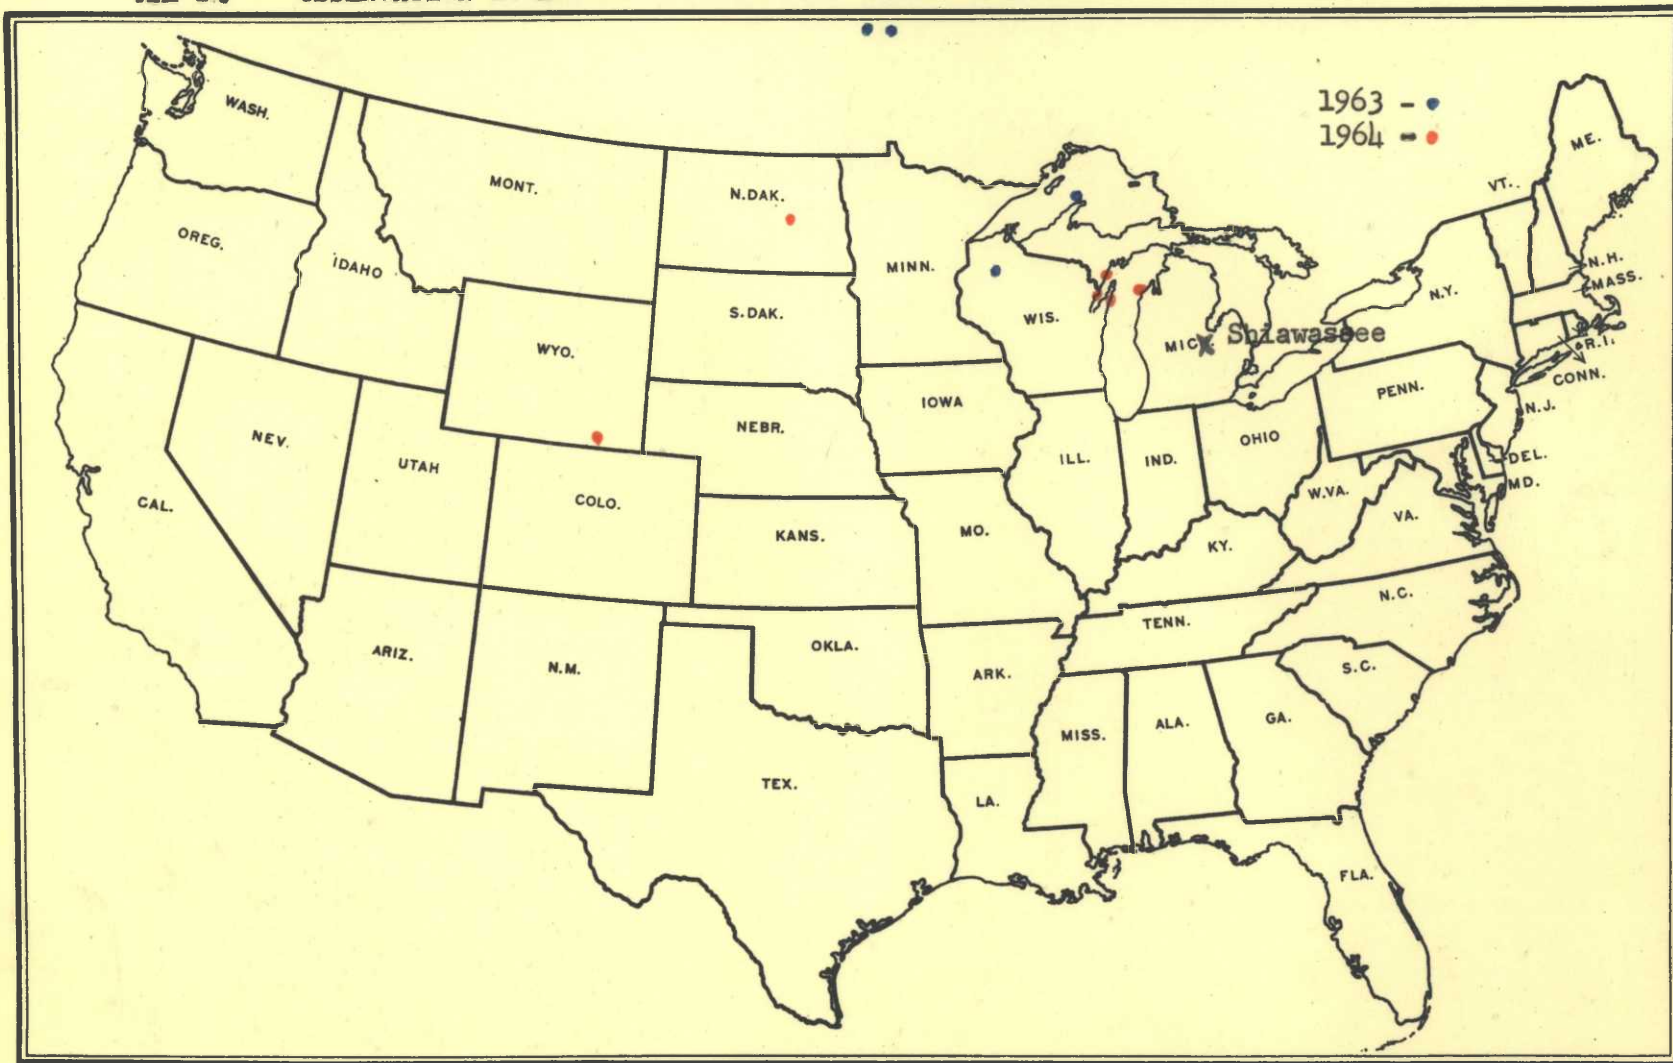 1963 -
1964 -
WASH.
MONT.
N.DAK.
MINN.
OREG.
IDAHO
S.DAK.
WIS.
MIC
Shiawassee
ME.
VT.
N.H.
MASS.
N.Y.
R.I.
CONN.
WYO.
IOWA
PENN.
N.J.
NEV.
UTAH
NEBR.
ILL.
IND.
OHIO
DEL.
MD.
CAL.
COLO.
KANS.
MO.
W.VA.
VA.
KY.
N.C.
TENN.
ARIZ.
N.M.
OKLA.
ARK.
S.C.
MISS.
ALA.
GA.
TEX.
LA.
FLA.